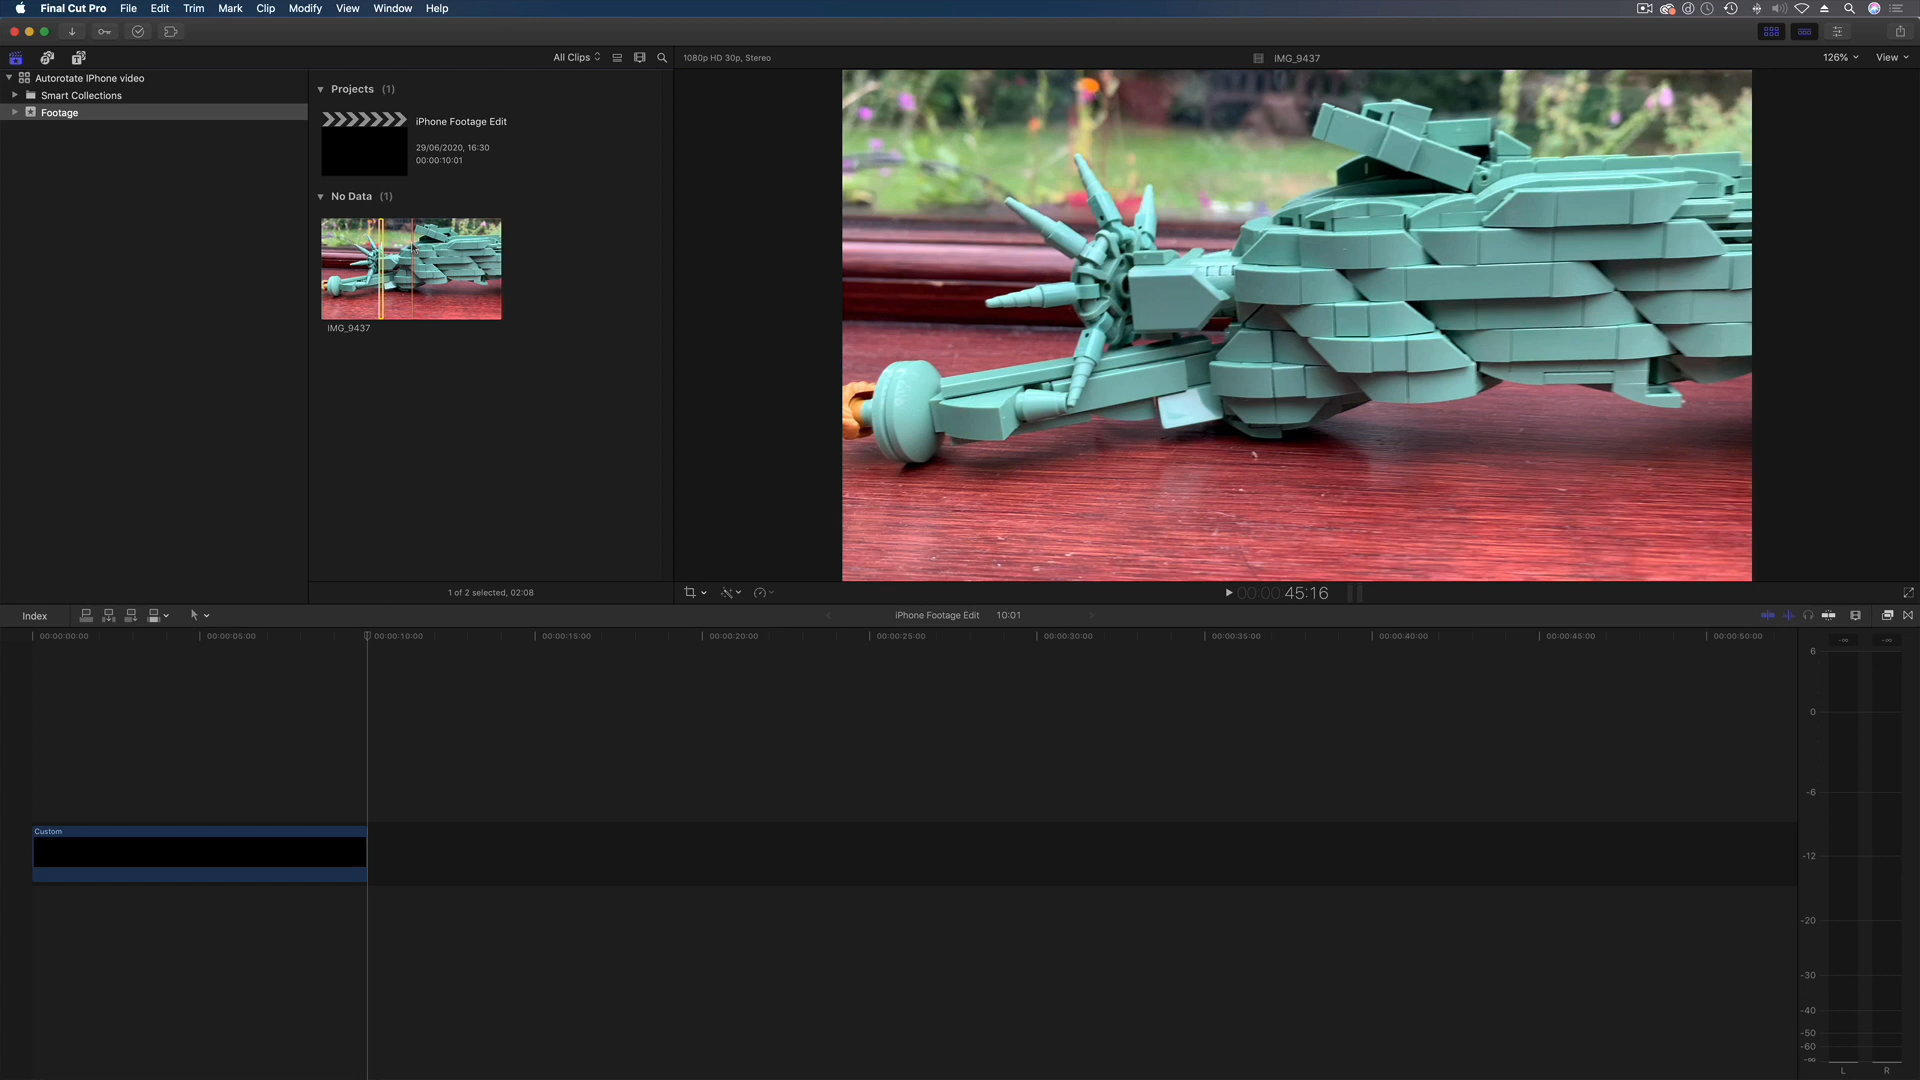 Final Cut Pro File Edit Trim Mark Clip Modify View Window Help
All Clips
1080p HD 30p, Stereo
IMG_9437
126%
View
Autorotate IPhone video
Smart Collections
Footage
Projects (1)
iPhone Footage Edit
29/06/2020, 16:30
00:00:10:01
No Data (1)
IMG_9437
1 of 2 selected, 02:08
00:00:45:16
Index
iPhone Footage Edit 10:01
00:00:00:00 00:00:05:00 00:00:10:00 00:00:15:00 00:00:20:00 00:00:25:00 00:00:30:00 00:00:35:00 00:00:40:00 00:00:45:00 00:00:50:00
-∞ -∞
6
0
-6
Custom
-12
-20
-30
-40
-50
-60
-∞
L R